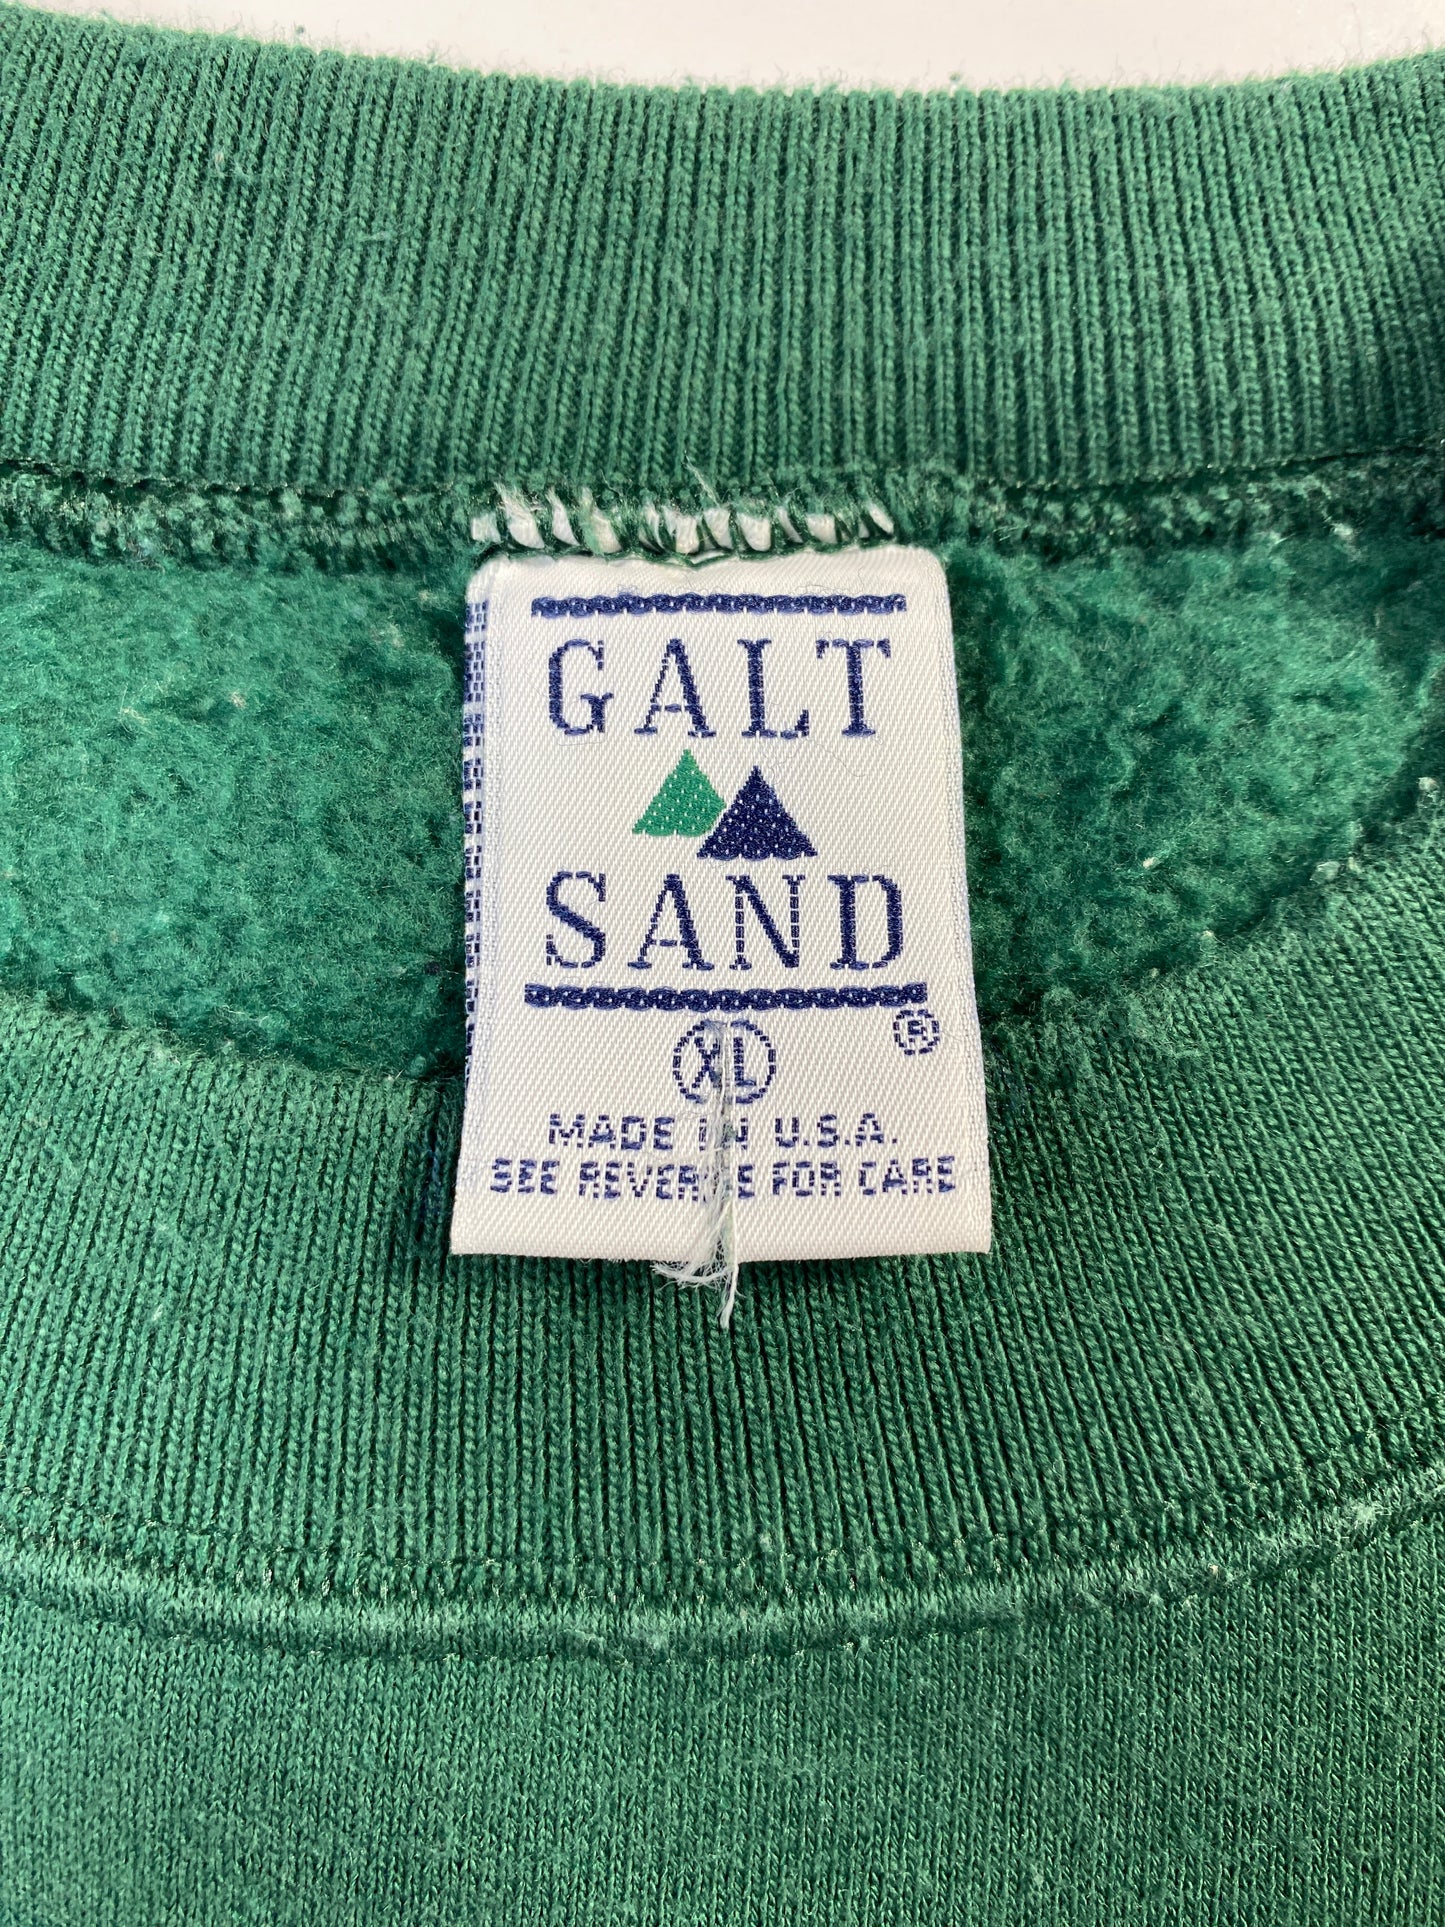 GALT
SAND
®
XL
MADE IN U.S.A.
SEE REVERSE FOR CARE